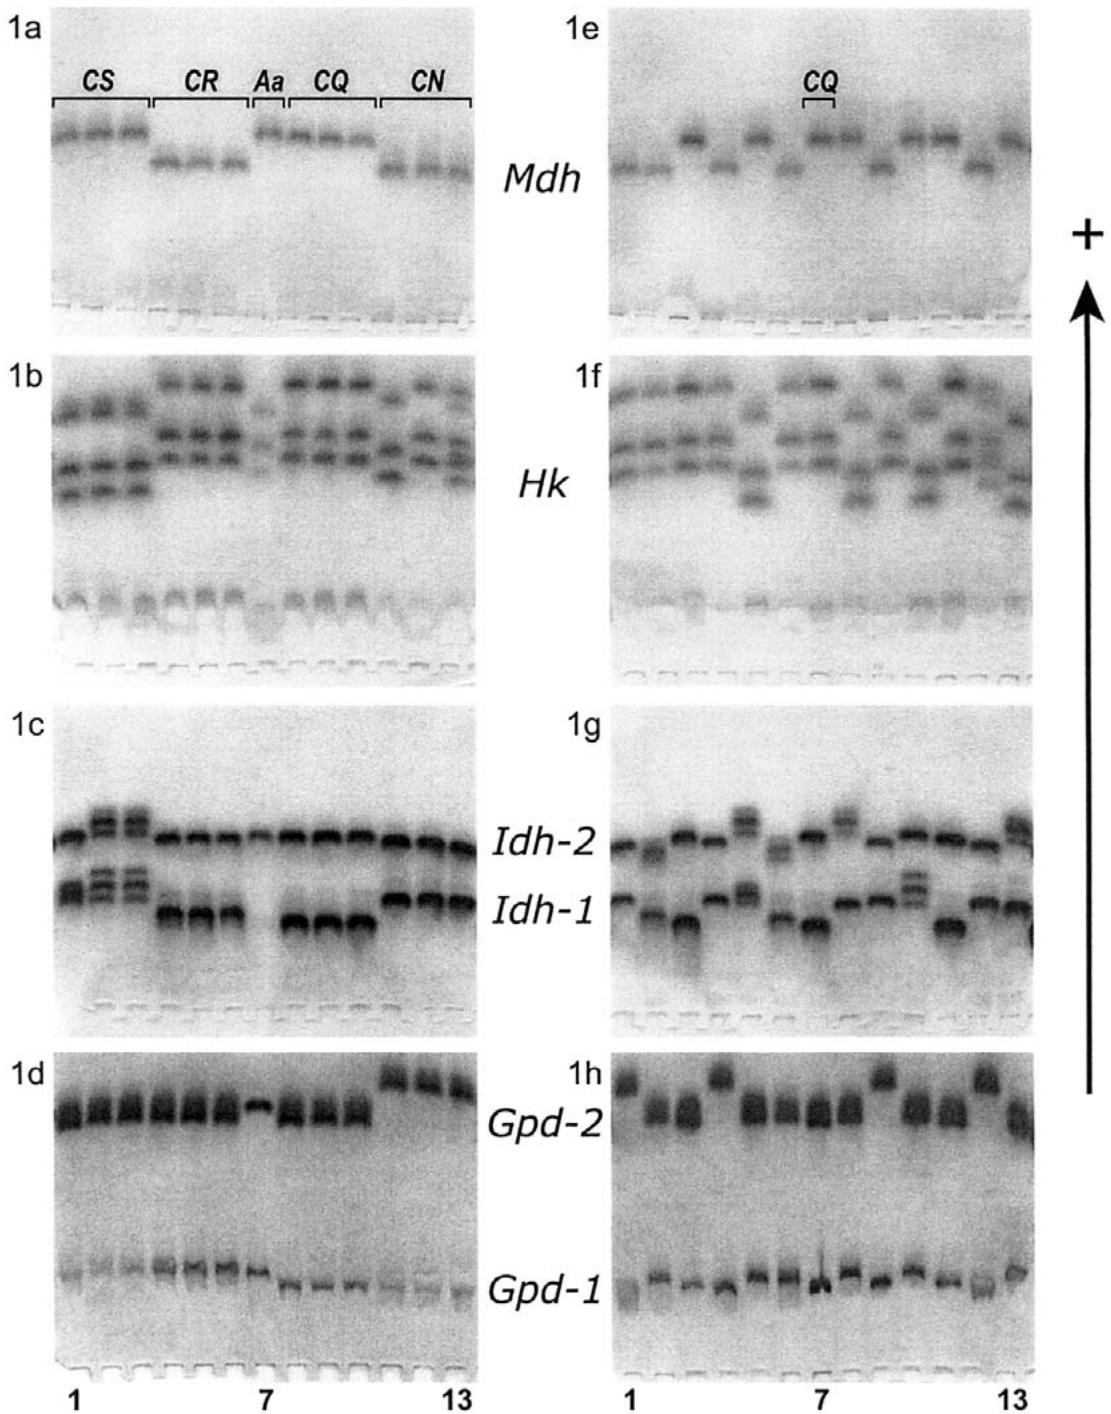 1a
CS CR Aa CQ CN
1e
CQ
Mdh
+
1b
1f
Hk
1c
1g
Idh-2
Idh-1
1d
1h
Gpd-2
Gpd-1
1 7 13
1 7 13